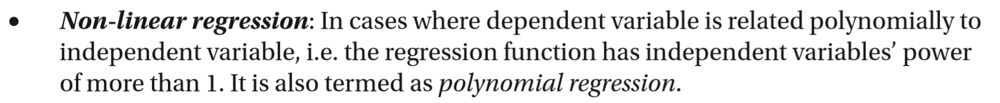 • Non-linear regression: In cases where dependent variable is related polynomially to
independent variable, i.e. the regression function has independent variables’ power
of more than 1. It is also termed as polynomial regression.